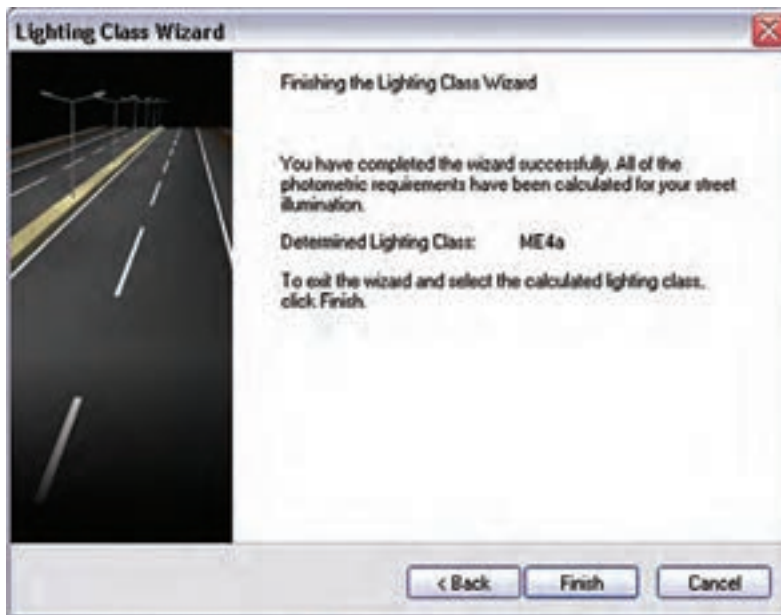 Lighting Class Wizard
Finishing the Lighting Class Wizard
You have completed the wizard successfully. All of the
photometric requirements have been calculated for your street
illumination.
Determined Lighting Class: ME4a
To exit the wizard and select the calculated lighting class,
click Finish.
< Back Finish Cancel